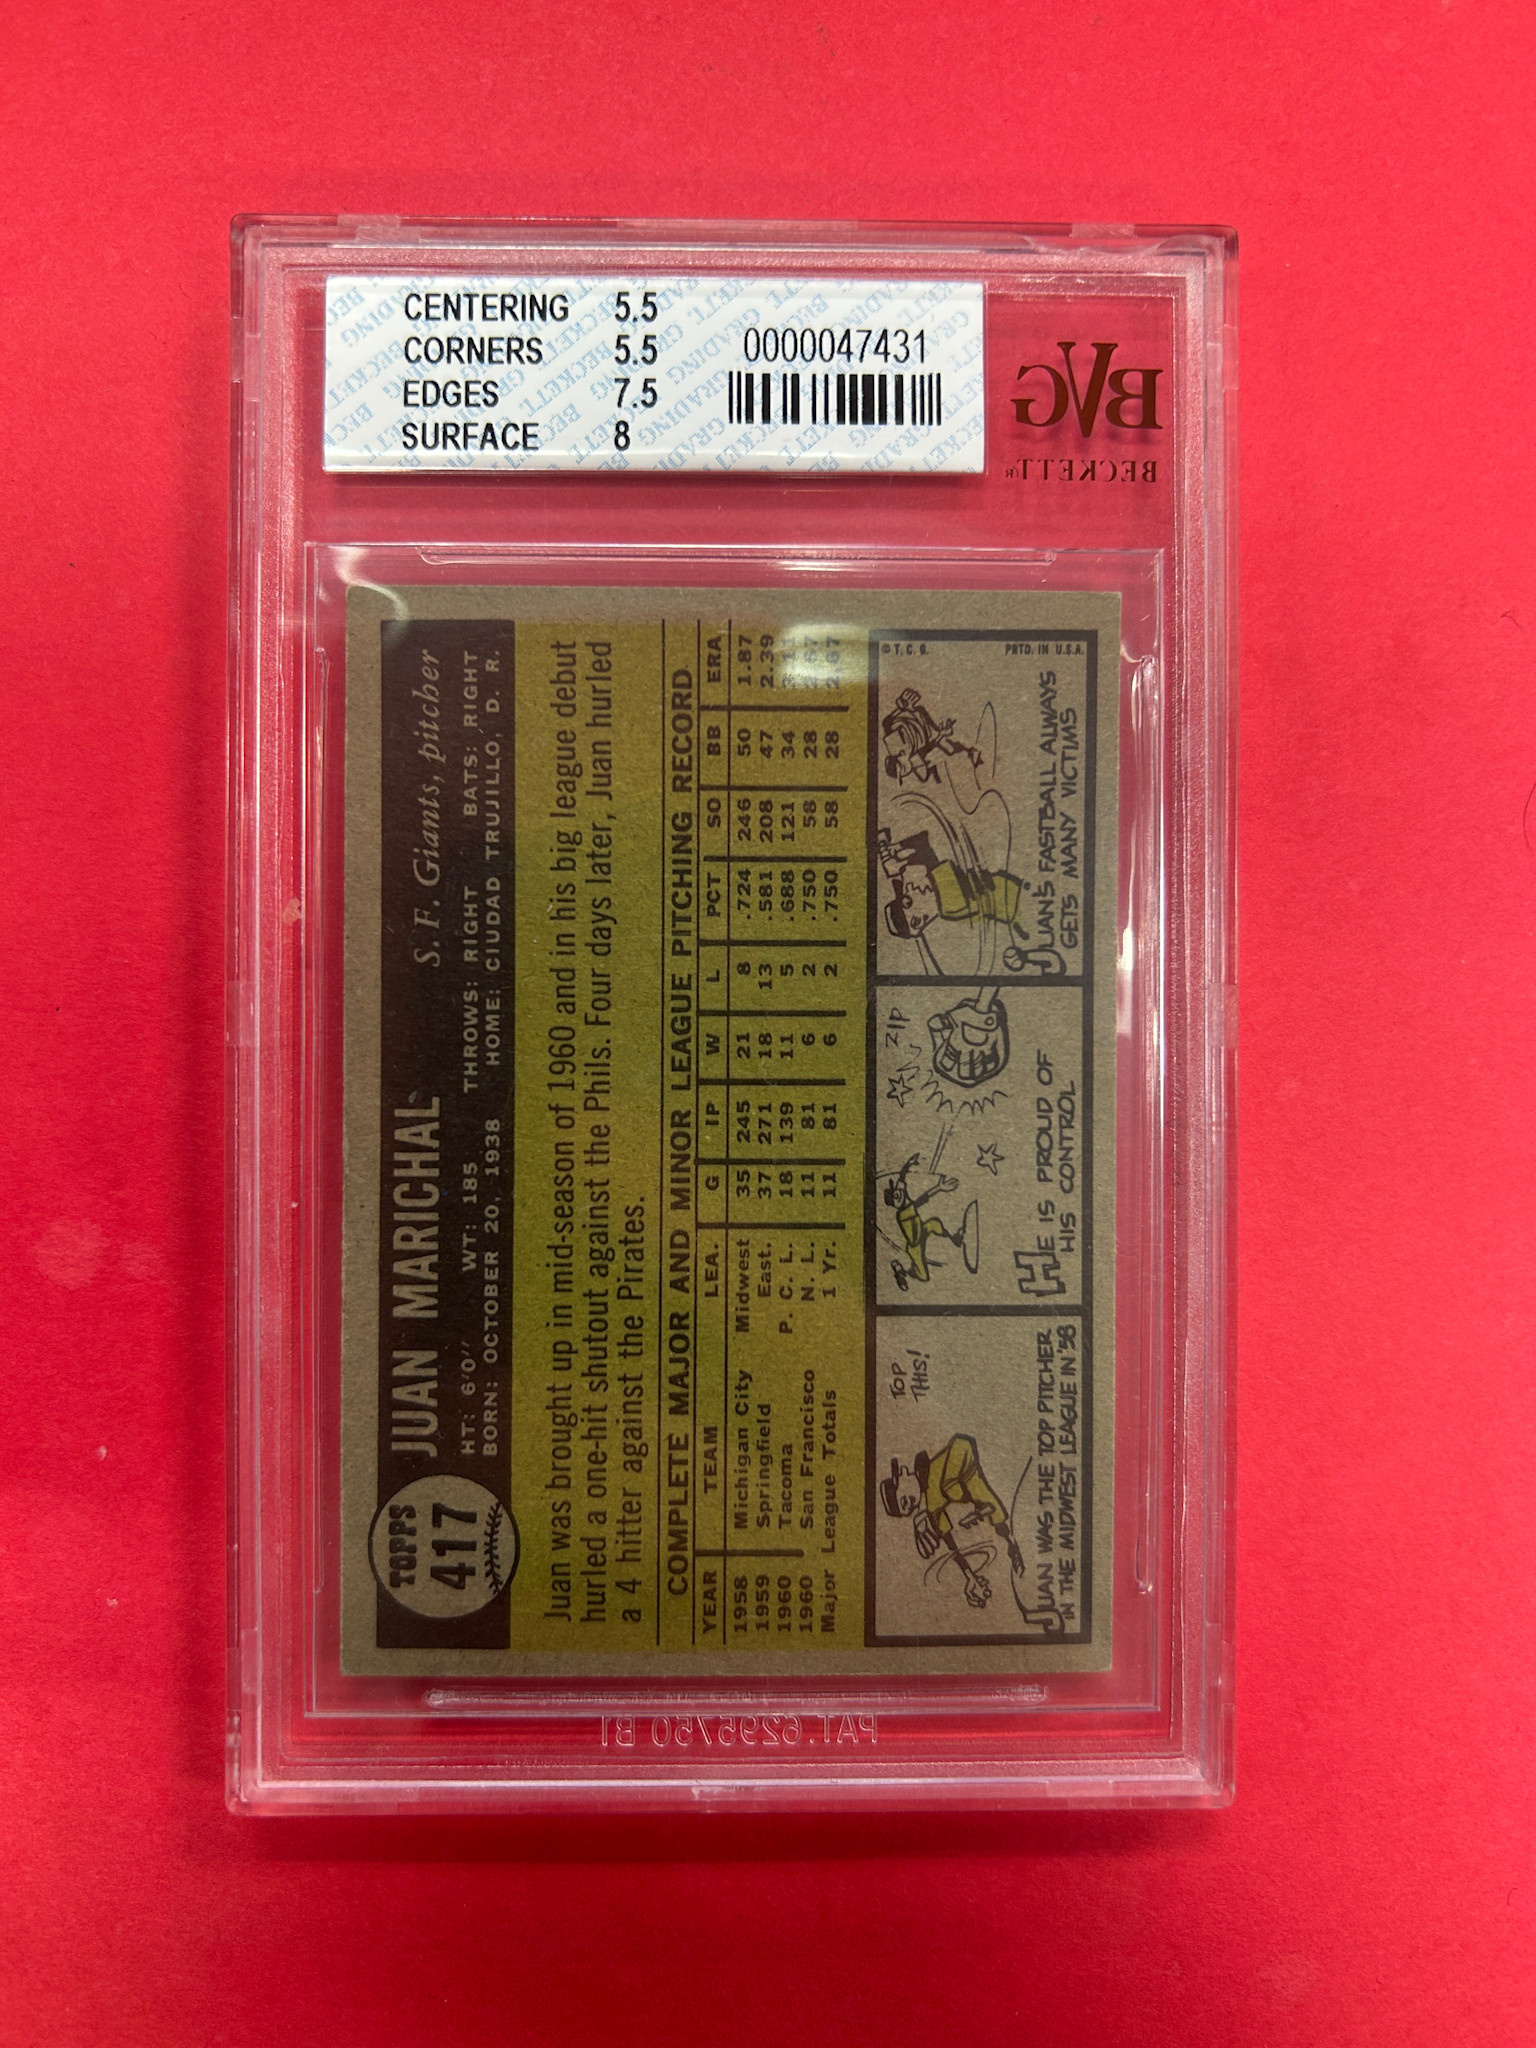 CENTERING 5.5
CORNERS 5.5
EDGES 7.5
SURFACE 8
0000047431
BVG
BECKETT®
TOPPS
417
JUAN MARICHAL S. F. Giants, pitcher
HT: 6'0" WT: 185 THROWS: RIGHT BATS: RIGHT
BORN: OCTOBER 20, 1938 HOME: CIUDAD TRUJILLO, D. R.
Juan was brought up in mid-season of 1960 and in his big league debut
hurled a one-hit shutout against the Phils. Four days later, Juan hurled
a 4 hitter against the Pirates.
COMPLETE MAJOR AND MINOR LEAGUE PITCHING RECORD
YEAR TEAM LEA. G IP W L PCT SO BB ERA
1958 Michigan City Midwest 35 245 21 8 .724 246 50 1.87
1959 Springfield East. 37 271 18 13 .581 208 47 2.39
1960 Tacoma P. C. L. 18 139 11 5 .688 121 34 3.11
1960 San Francisco N. L. 11 81 6 2 .750 58 28 2.67
Major League Totals 1 Yr. 11 81 6 2 .750 58 28 2.67
TOP
THIS!
JUAN WAS THE TOP PITCHER
IN THE MIDWEST LEAGUE IN '58
ZIP
HE IS PROUD OF
HIS CONTROL
© T. C. G. PRTD. IN U.S.A.
JUAN'S FASTBALL ALWAYS
GETS MANY VICTIMS
PAT. 6295750 B1